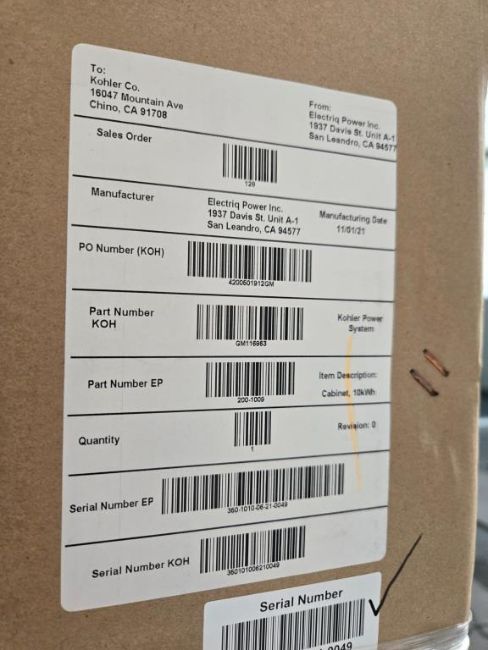 To:
Kohler Co.
16047 Mountain Ave
Chino, CA 91708
From:
Electriq Power Inc.
1937 Davis St. Unit A-1
San Leandro, CA 94577
Sales Order
128
Manufacturer
Electriq Power Inc.
1937 Davis St. Unit A-1
San Leandro, CA 94577
Manufacturing Date
11/01/21
PO Number (KOH)
4200501912GM
Part Number
KOH
GM116963
Kohler Power
System
Part Number EP
200-1009
Item Description:
Cabinet, 10kWh
Quantity
1
Revision: 0
Serial Number EP
360-1010-06-21-0049
Serial Number KOH
360101006210049
Serial Number